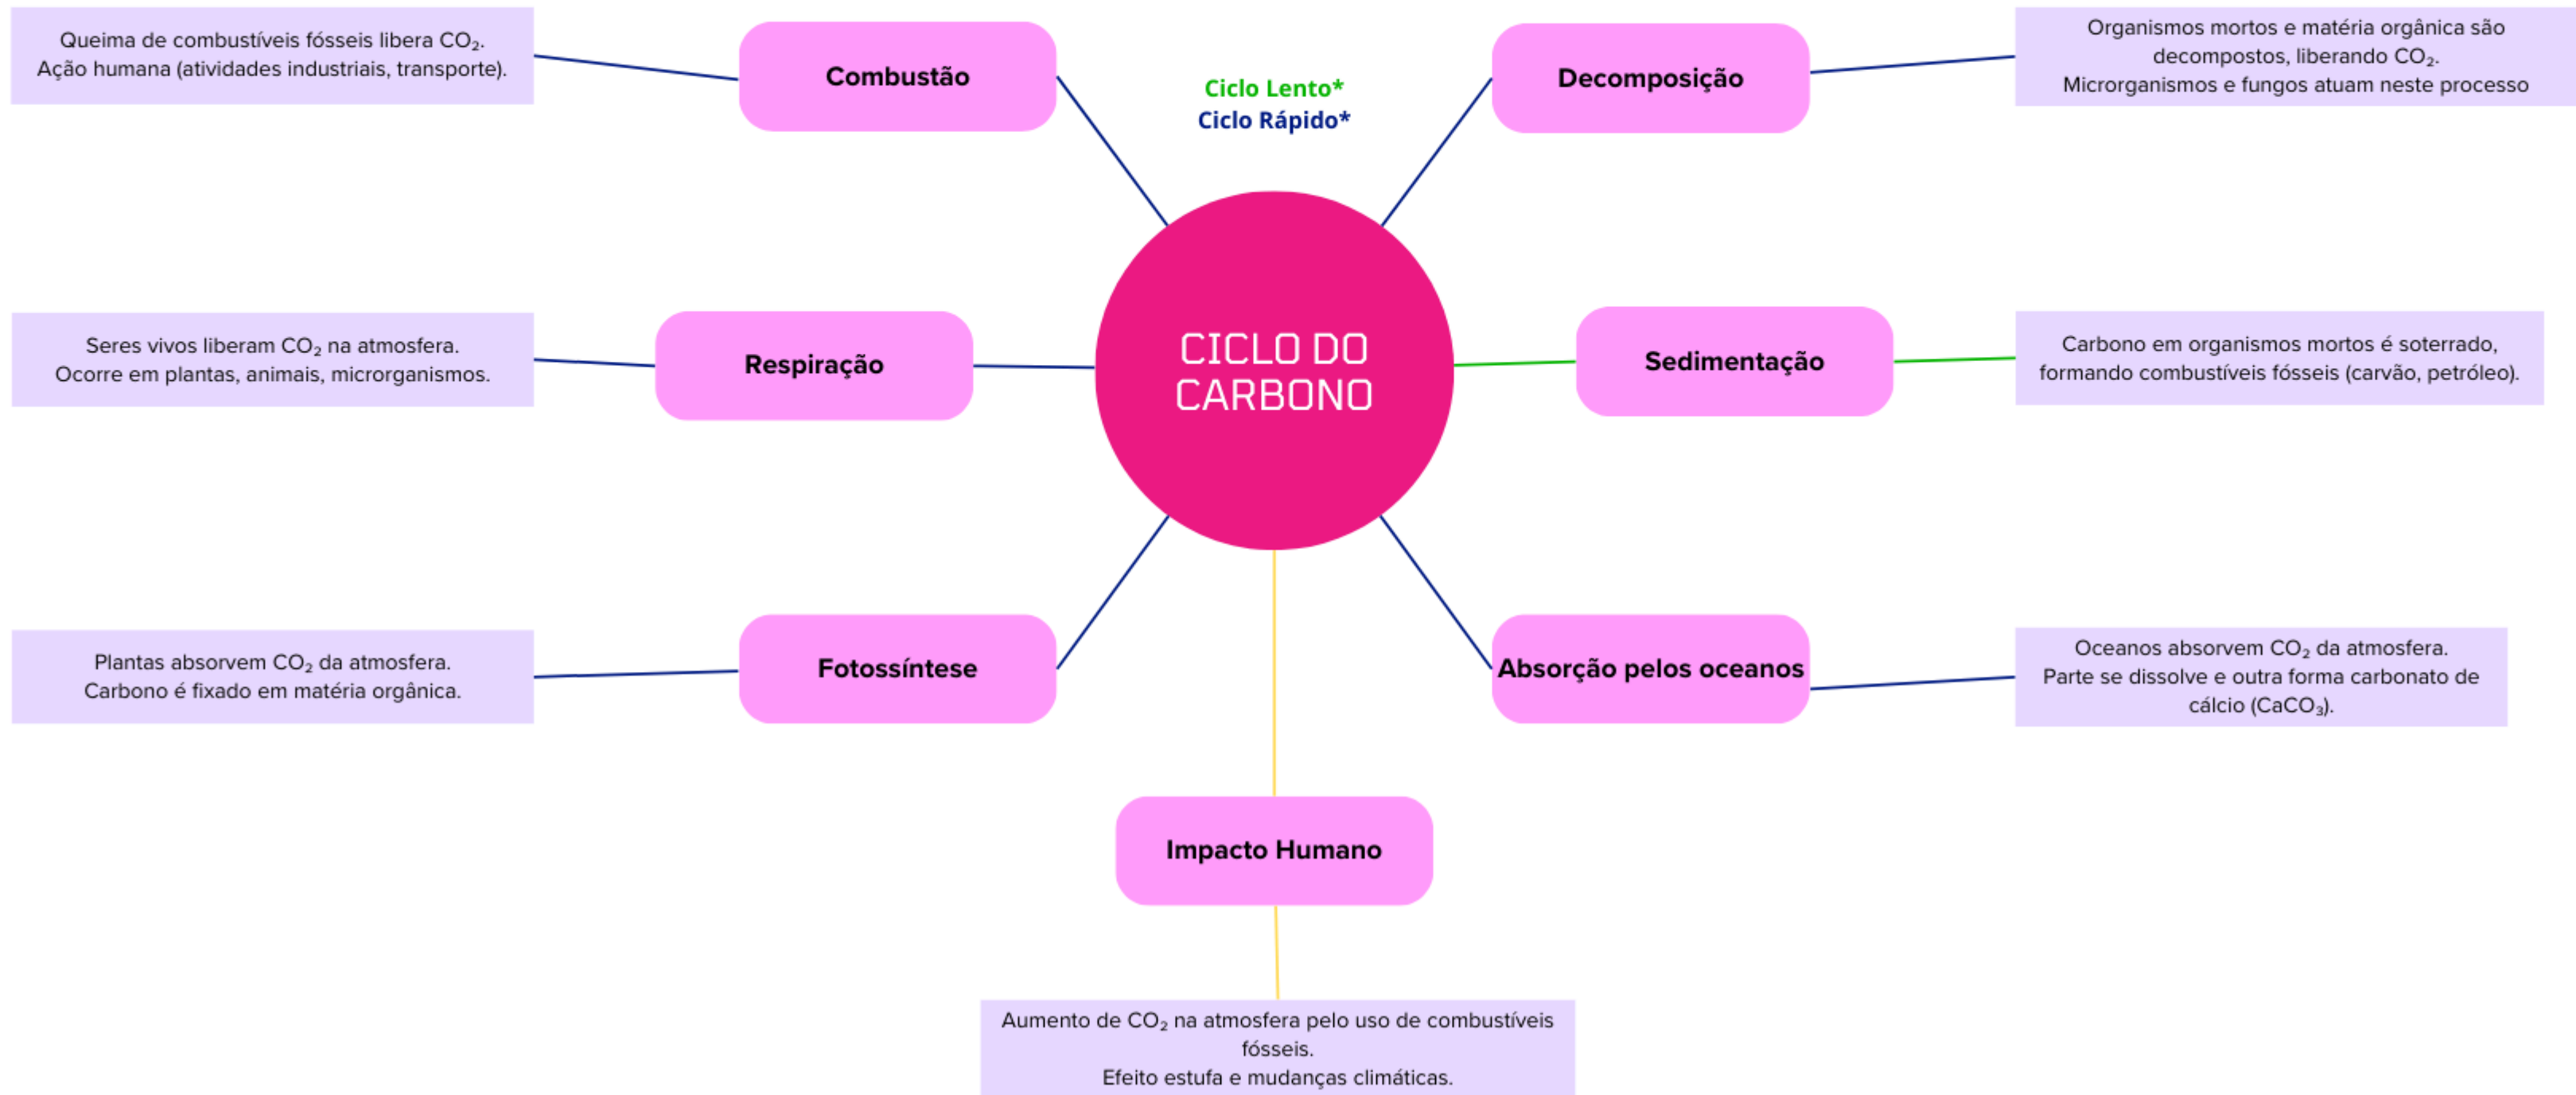 Queima de combustíveis fósseis libera CO₂.
Ação humana (atividades industriais, transporte).
Combustão
Ciclo Lento*
Ciclo Rápido*
Decomposição
Organismos mortos e matéria orgânica são
decompostos, liberando CO₂.
Microrganismos e fungos atuam neste processo
Seres vivos liberam CO₂ na atmosfera.
Ocorre em plantas, animais, microrganismos.
Respiração
CICLO DO
CARBONO
Sedimentação
Carbono em organismos mortos é soterrado,
formando combustíveis fósseis (carvão, petróleo).
Plantas absorvem CO₂ da atmosfera.
Carbono é fixado em matéria orgânica.
Fotossíntese
Absorção pelos oceanos
Oceanos absorvem CO₂ da atmosfera.
Parte se dissolve e outra forma carbonato de
cálcio (CaCO₃).
Impacto Humano
Aumento de CO₂ na atmosfera pelo uso de combustíveis
fósseis.
Efeito estufa e mudanças climáticas.